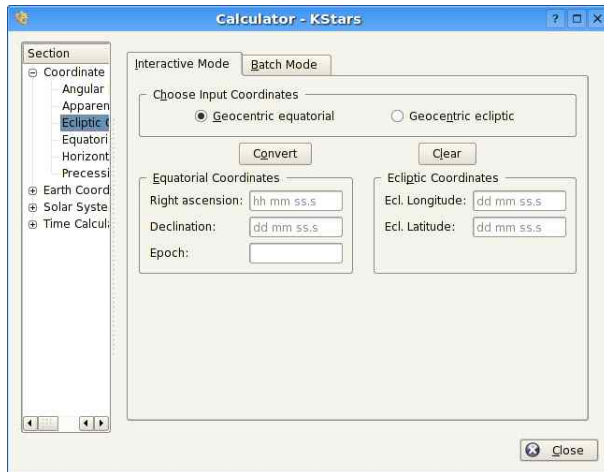 Calculator - KStars
Section
Coordinate
Angular
Apparen
Ecliptic C
Equatori
Horizont
Precessi
Earth Coord
Solar Syste
Time Calcul
Interactive Mode
Batch Mode
Choose Input Coordinates
Geocentric equatorial
Geocentric ecliptic
Convert
Clear
Equatorial Coordinates
Right ascension: hh mm ss.s
Declination: dd mm ss.s
Epoch:
Ecliptic Coordinates
Ecl. Longitude: dd mm ss.s
Ecl. Latitude: dd mm ss.s
Close